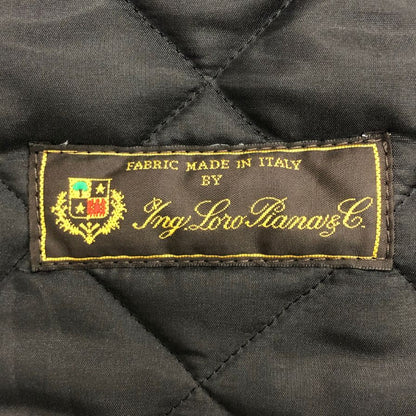 FABRIC MADE IN ITALY
BY
Ing. Loro Piana & C.